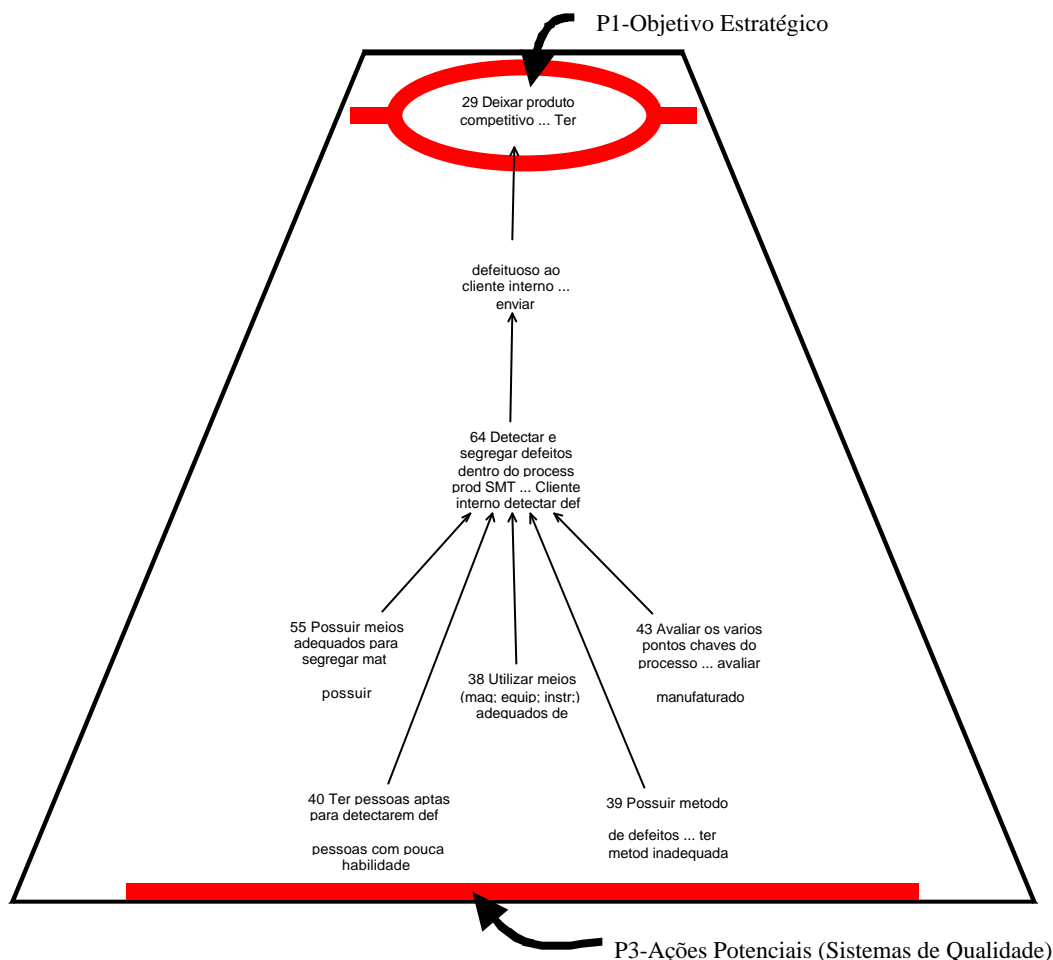 P1-Objetivo Estratégico
29 Deixar produto
competitivo ... Ter
defeituoso ao
cliente interno ...
enviar
64 Detectar e
segregar defeitos
dentro do process
prod SMT ... Cliente
interno detectar def
55 Possuir meios
adequados para
segregar mat
possuir
38 Utilizar meios
(maq; equip; instr;)
adequados de
43 Avaliar os varios
pontos chaves do
processo ... avaliar
manufaturado
40 Ter pessoas aptas
para detectarem def
pessoas com pouca
habilidade
39 Possuir metodo
de defeitos ... ter
metod inadequada
P3-Ações Potenciais (Sistemas de Qualidade)